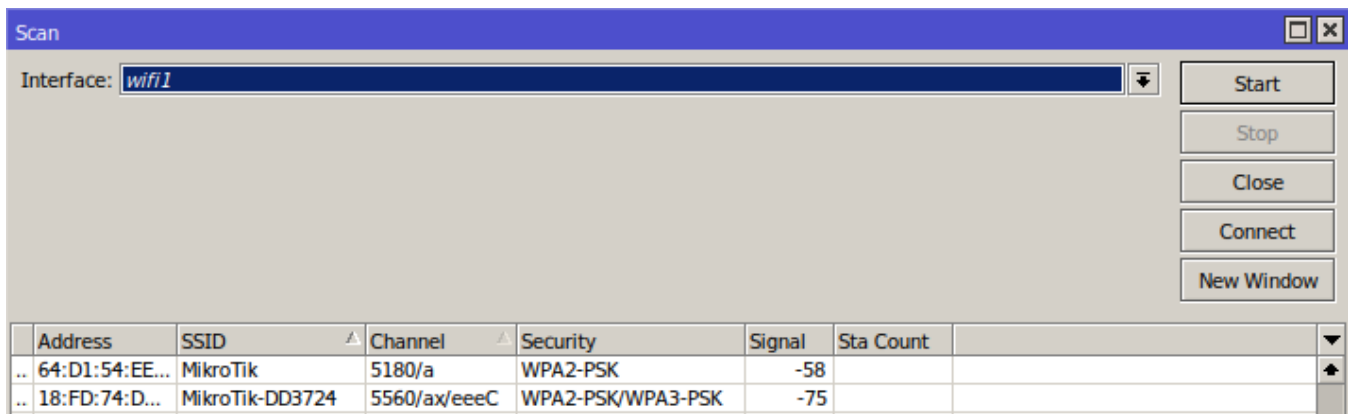 Scan
Interface: wifi1
Start
Stop
Close
Connect
New Window
Address SSID Channel Security Signal Sta Count
.. 64:D1:54:EE... MikroTik 5180/a WPA2-PSK -58
.. 18:FD:74:D... MikroTik-DD3724 5560/ax/eeeC WPA2-PSK/WPA3-PSK -75